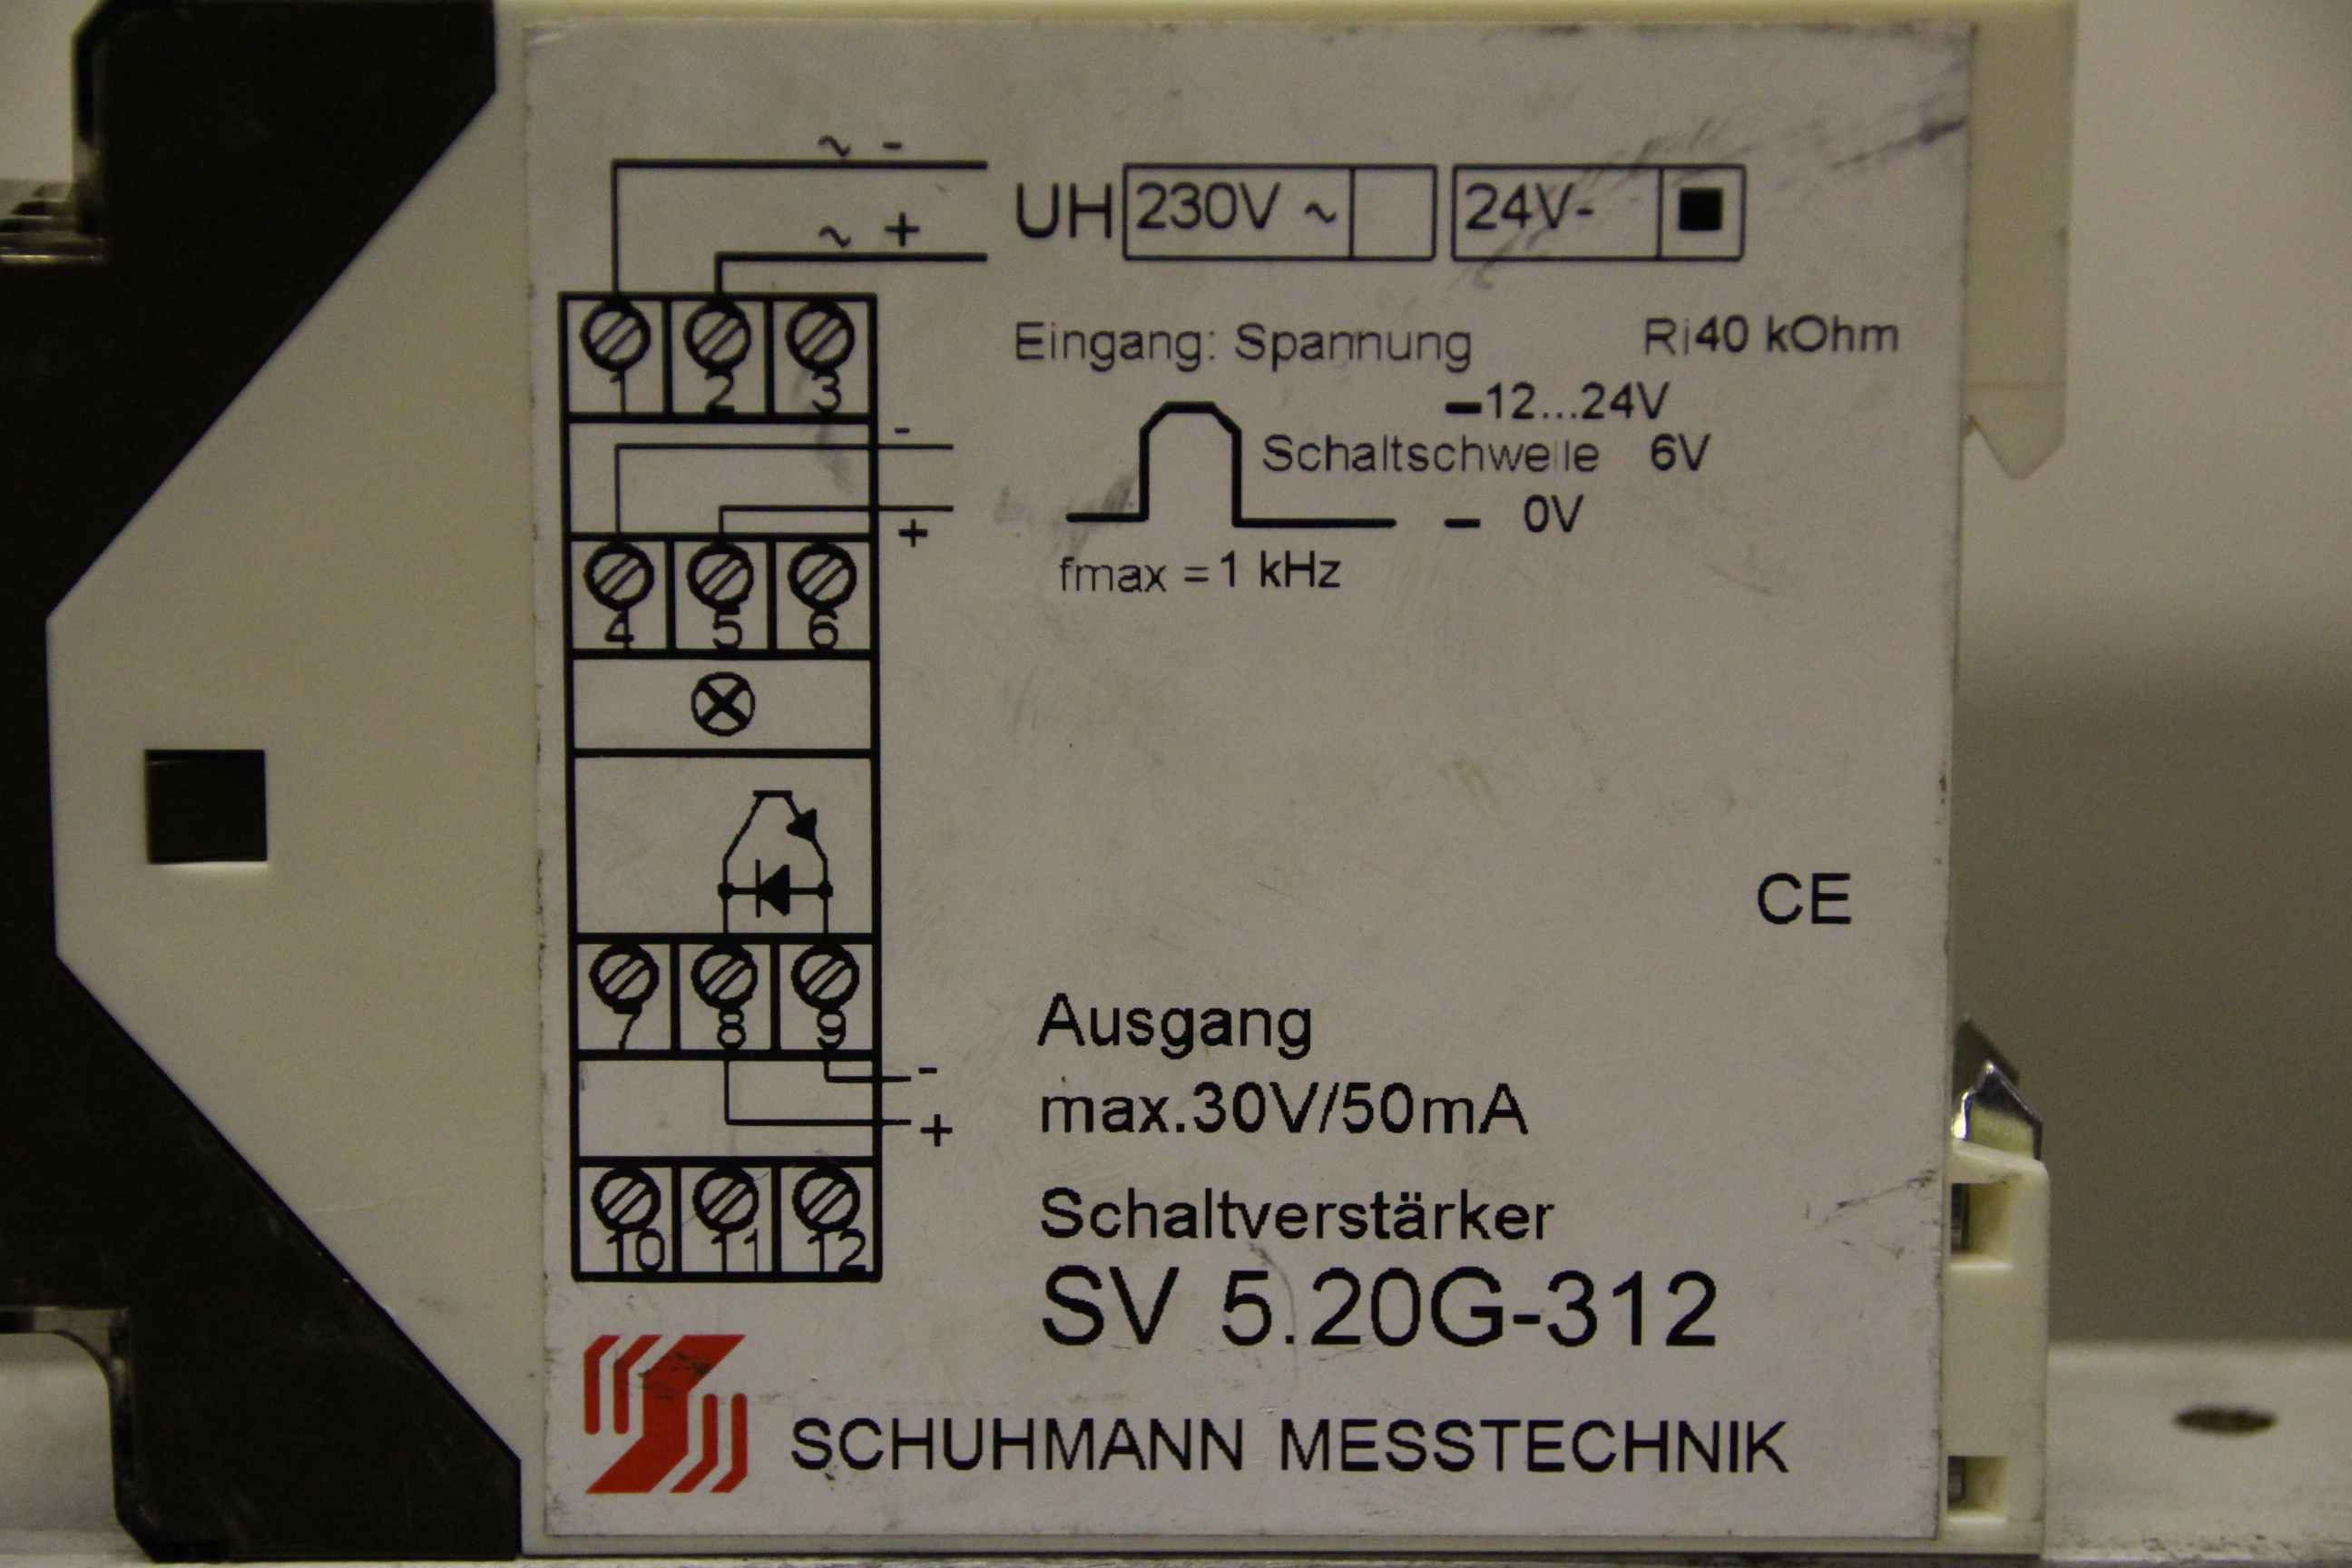 ~ -
~ +
UH 230V ~ 24V-
1 2 3
Eingang: Spannung Ri40 kOhm
-12...24V
-
Schaltschwelle 6V
+
- 0V
fmax = 1 kHz
4 5 6
CE
7 8 9
Ausgang
-
+
max.30V/50mA
10 11 12
Schaltverstärker
SV 5.20G-312
SCHUHMANN MESSTECHNIK